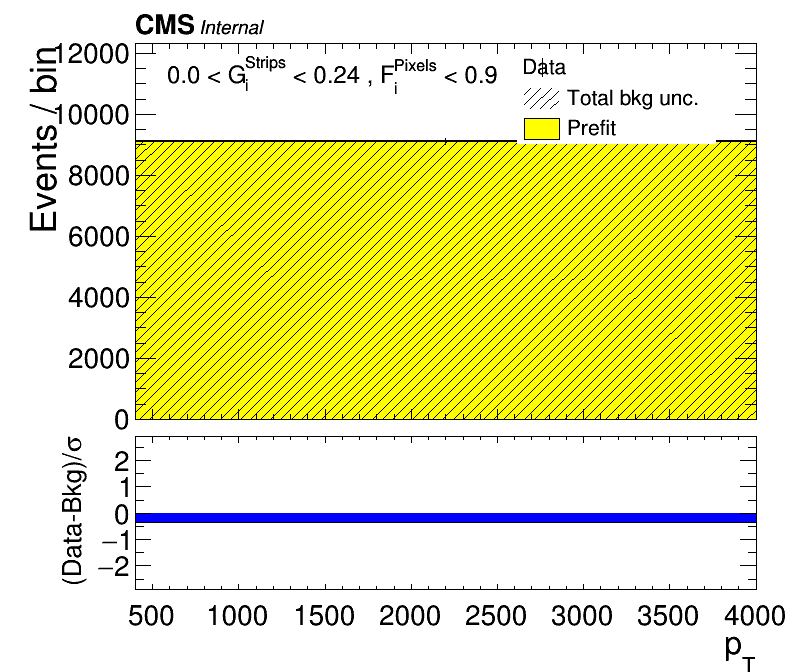 CMS Internal
12000
10000
8000
6000
4000
2000
0
Events / bin
0.0 < G_i^Strips < 0.24 , F_i^Pixels < 0.9
Data
Total bkg unc.
Prefit
2
1
0
−1
−2
(Data-Bkg)/σ
500 1000 1500 2000 2500 3000 3500 4000
p_T